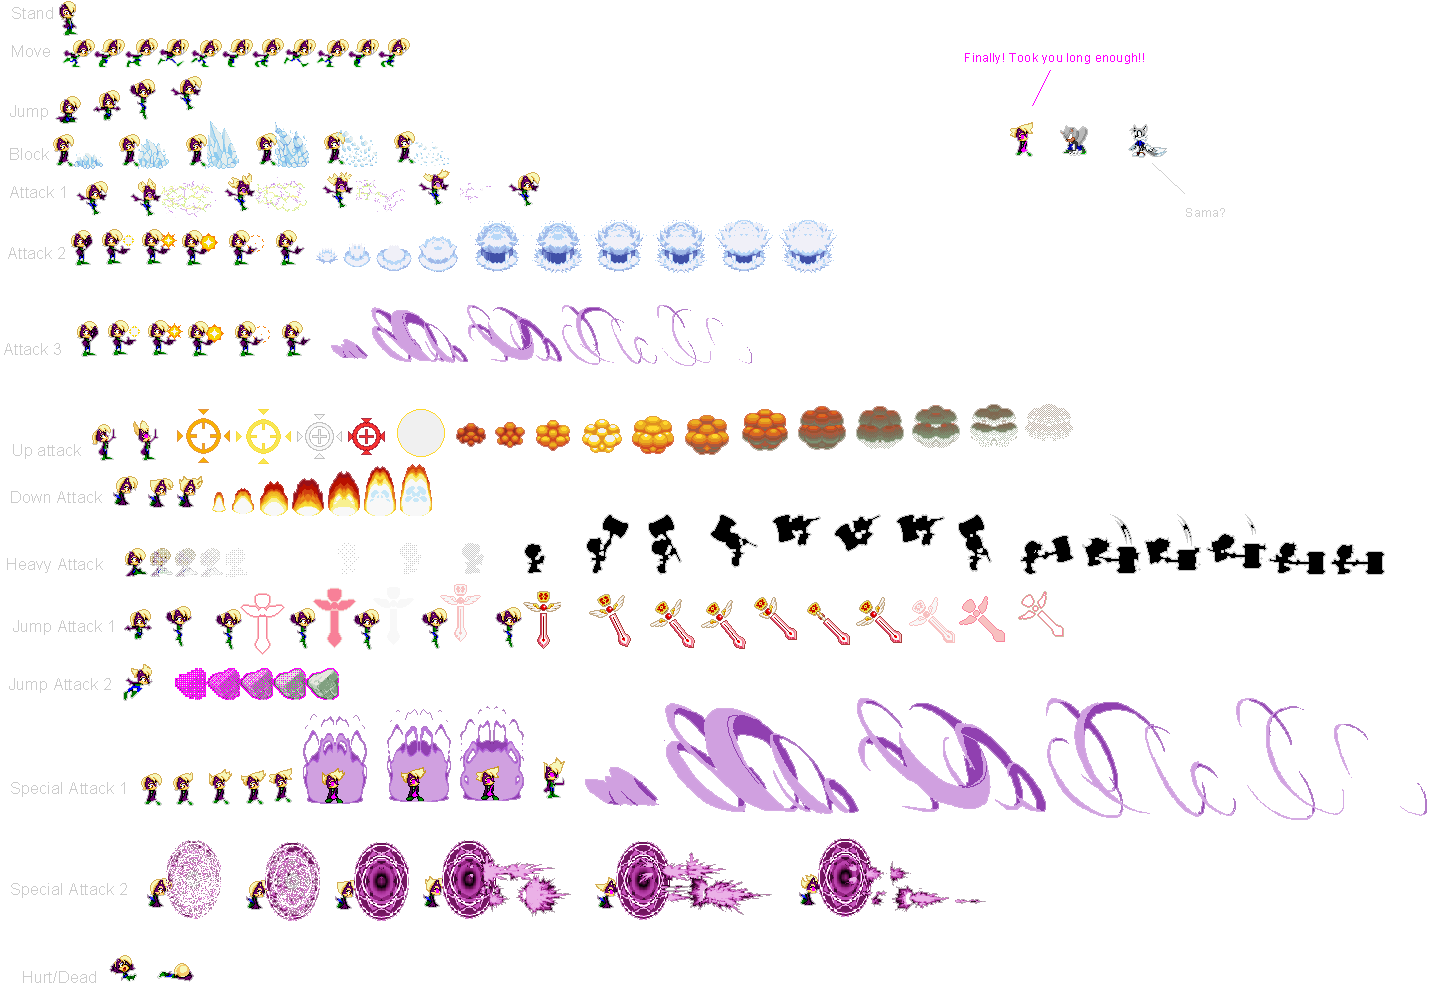 Stand
Move
Finally! Took you long enough!!
Jump
Block
Attack 1
Sama?
Attack 2
Attack 3
Up attack
Down Attack
Heavy Attack
Jump Attack 1
Jump Attack 2
Special Attack 1
Special Attack 2
Hurt/Dead